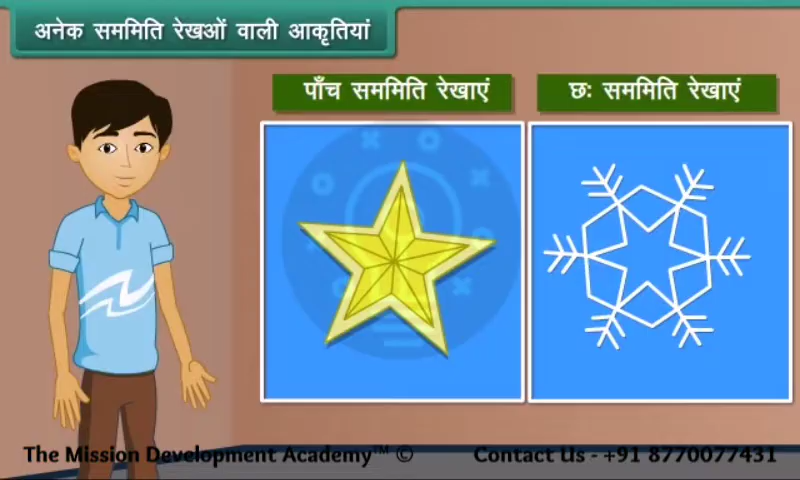 अनेक सममिति रेखओं वाली आकृतियां
पाँच सममिति रेखाएं
छः सममिति रेखाएं
The Mission Development Academy™ ©
Contact Us - +91 8770077431